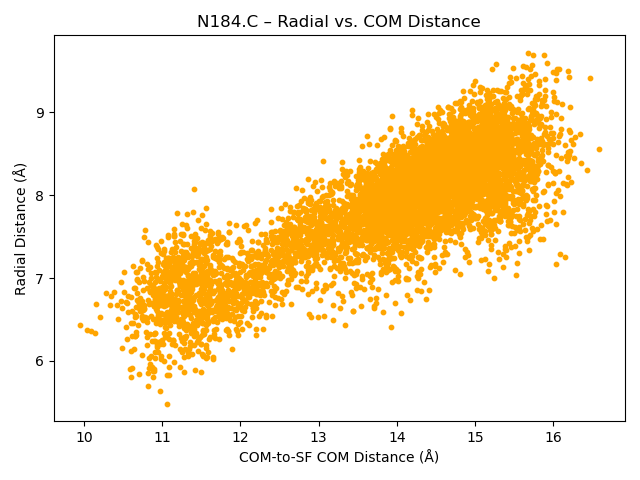 N184.C – Radial vs. COM Distance
Radial Distance (Å)
9
8
7
6
10 11 12 13 14 15 16
COM-to-SF COM Distance (Å)